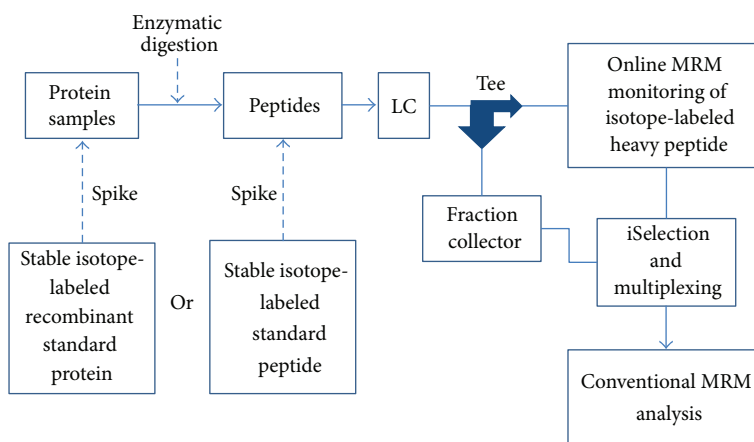 Enzymatic
digestion
Protein
samples
Peptides
LC
Tee
Online MRM
monitoring of
isotope-labeled
heavy peptide
Spike
Spike
Fraction
collector
iSelection
and
multiplexing
Stable isotope-
labeled
recombinant
standard
protein
Or
Stable isotope-
labeled
standard
peptide
Conventional MRM
analysis